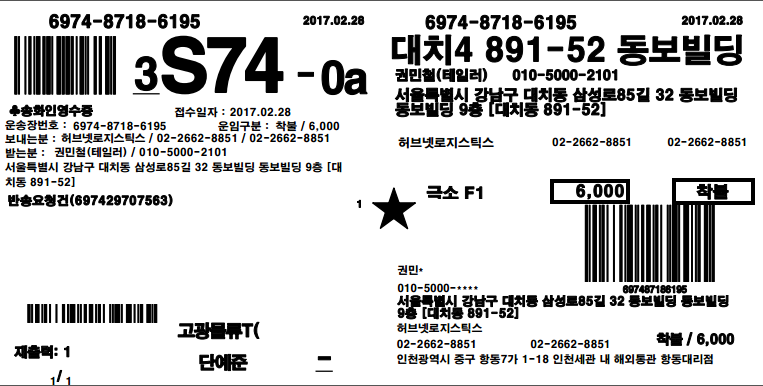 6974-8718-6195
2017.02.28
3S74 - 0a
♣송화인영수증
접수일자 : 2017.02.28
운송장번호 : 6974-8718-6195
운임구분 : 착불 / 6,000
보내는분 : 허브넷로지스틱스 / 02-2662-8851 / 02-2662-8851
받는분 : 권민철(테일러) / 010-5000-2101
서울특별시 강남구 대치동 삼성로85길 32 동보빌딩 동보빌딩 9층 [대
치동 891-52]
반송요청건(697429707563)
1
고광물류T(
재출력: 1
단예준
1/1
6974-8718-6195
2017.02.28
대치4 891-52 동보빌딩
권민철(테일러) 010-5000-2101
서울특별시 강남구 대치동 삼성로85길 32 동보빌딩
동보빌딩 9층 [대치동 891-52]
허브넷로지스틱스 02-2662-8851 02-2662-8851
극소 F1
6,000
착불
697487186195
권민*
010-5000-****
서울특별시 강남구 대치동 삼성로85길 32 동보빌딩 동보빌딩
9층 [대치동 891-52]
허브넷로지스틱스
02-2662-8851 02-2662-8851
착불 / 6,000
인천광역시 중구 항동7가 1-18 인천세관 내 해외통관 항동대리점